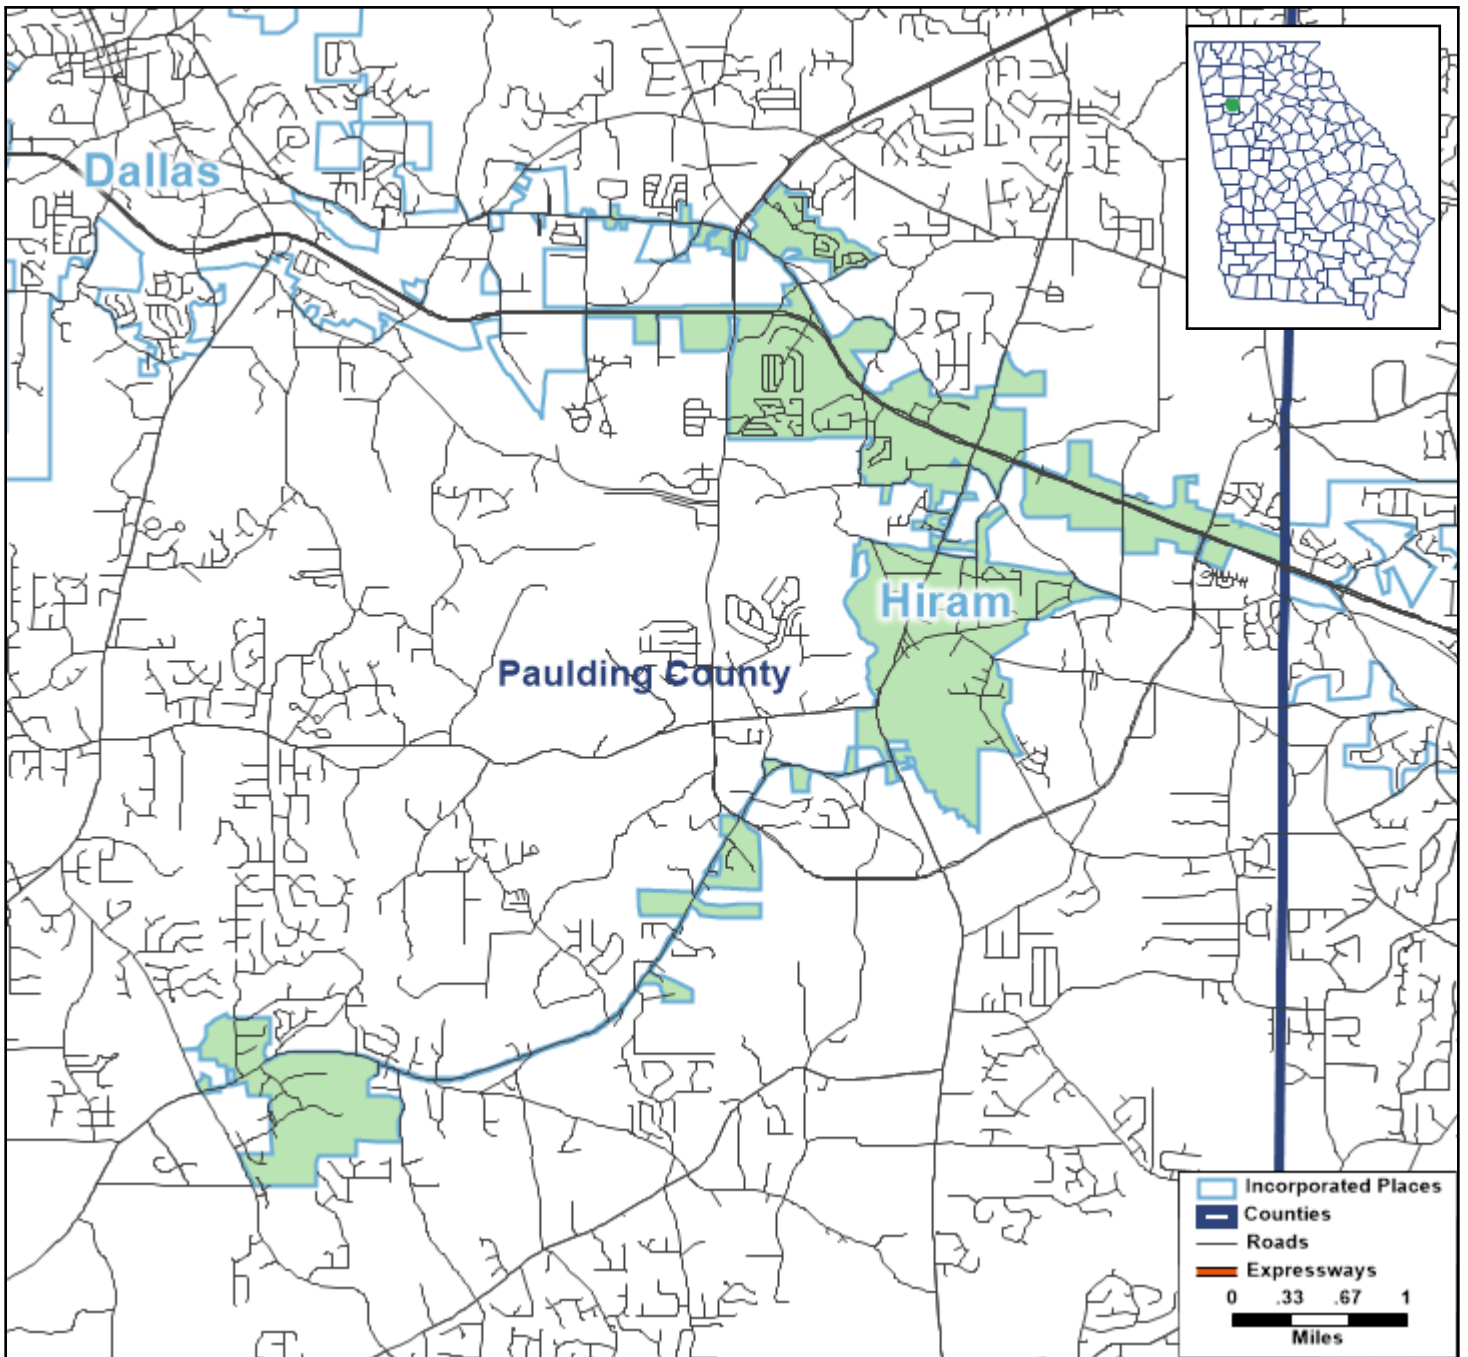 Dallas
Hiram
Paulding County
Incorporated Places
Counties
Roads
Expressways
0 .33 .67 1
Miles